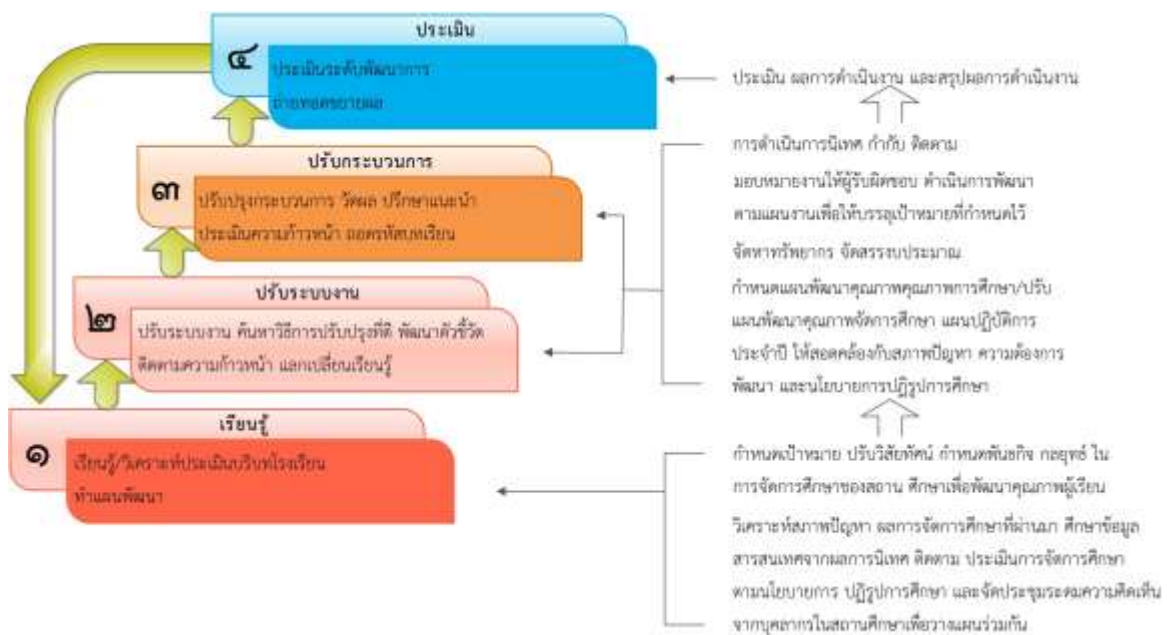 ประเมิน
๔
ประเมินระดับพัฒนาการ
ถ่ายทอดขยายผล
ปรับกระบวนการ
๓
ปรับปรุงกระบวนการ วัดผล ปรึกษาแนะนำ
ประเมินความก้าวหน้า ถอดรหัสบทเรียน
ปรับระบบงาน
๒
ปรับระบบงาน ค้นหาวิธีการปรับปรุงที่ดี พัฒนาตัวชี้วัด
ติดตามความก้าวหน้า แลกเปลี่ยนเรียนรู้
เรียนรู้
๑
เรียนรู้/วิเคราะห์ประเมินบริบทโรงเรียน
ทำแผนพัฒนา
ประเมิน ผลการดำเนินงาน และสรุปผลการดำเนินงาน
การดำเนินการนิเทศ กำกับ ติดตาม
มอบหมายงานให้ผู้รับผิดชอบ ดำเนินการพัฒนา
ตามแผนงานเพื่อให้บรรลุเป้าหมายที่กำหนดไว้
จัดหาทรัพยากร จัดสรรงบประมาณ
กำหนดแผนพัฒนาคุณภาพคุณภาพการศึกษา/ปรับ
แผนพัฒนาคุณภาพจัดการศึกษา แผนปฏิบัติการ
ประจำปี ให้สอดคล้องกับสภาพปัญหา ความต้องการ
พัฒนา และนโยบายการปฏิรูปการศึกษา
กำหนดเป้าหมาย ปรับวิสัยทัศน์ กำหนดพันธกิจ กลยุทธ์ ใน
การจัดการศึกษาของสถาน ศึกษาเพื่อพัฒนาคุณภาพผู้เรียน
วิเคราะห์สภาพปัญหา ผลการจัดการศึกษาที่ผ่านมา ศึกษาข้อมูล
สารสนเทศจากผลการนิเทศ ติดตาม ประเมินการจัดการศึกษา
ตามนโยบายการ ปฏิรูปการศึกษา และจัดประชุมระดมความคิดเห็น
จากบุคลากรในสถานศึกษาเพื่อวางแผนร่วมกัน